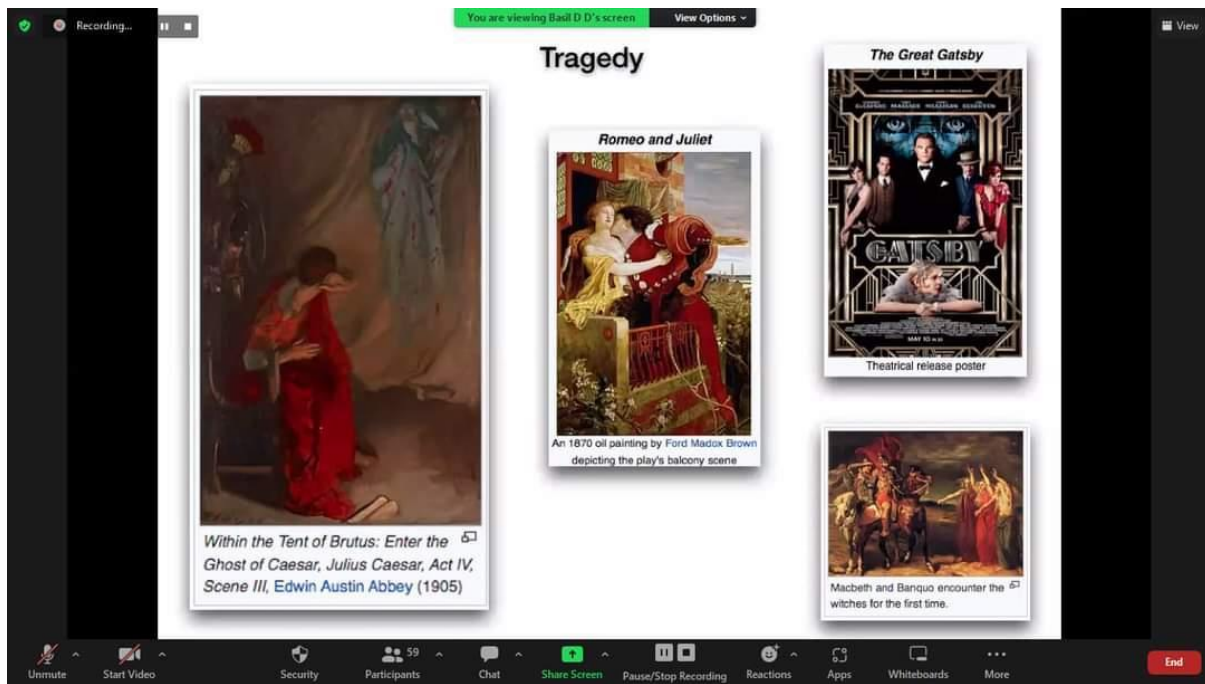 Recording...
You are viewing Basil D D's screen
View Options
View
Tragedy
Within the Tent of Brutus: Enter the
Ghost of Caesar, Julius Caesar, Act IV,
Scene III, Edwin Austin Abbey (1905)
Romeo and Juliet
An 1870 oil painting by Ford Madox Brown
depicting the play's balcony scene
The Great Gatsby
GATSBY
MAY 10
Theatrical release poster
Macbeth and Banquo encounter the
witches for the first time.
Unmute
Start Video
Security
59
Participants
Chat
Share Screen
Pause/Stop Recording
Reactions
Apps
Whiteboards
More
End